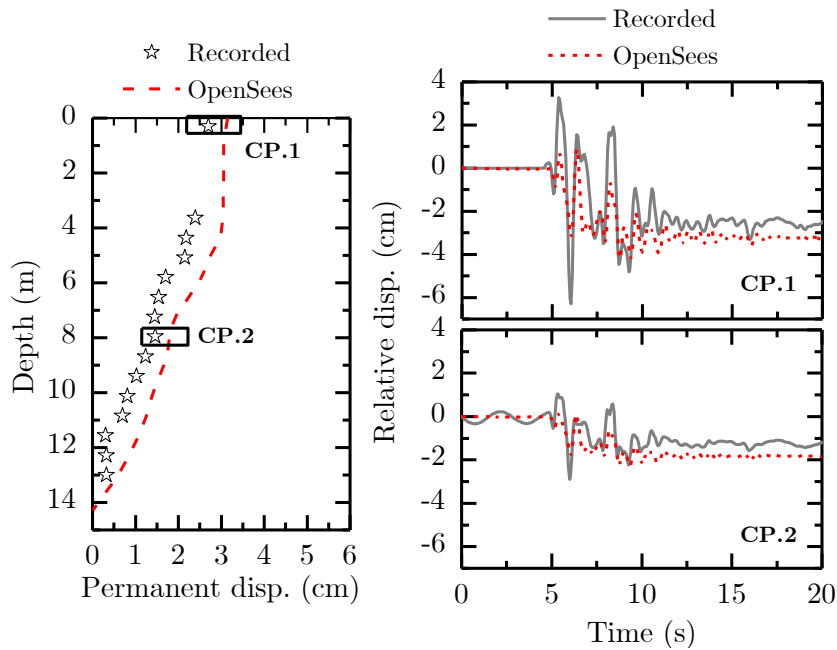 Recorded
OpenSees
0
2
4
6
8
10
12
14
Depth (m)
CP.1
CP.2
0 1 2 3 4 5 6
Permanent disp. (cm)
Recorded
OpenSees
4
2
0
-2
-4
-6
CP.1
Relative disp. (cm)
4
2
0
-2
-4
-6
CP.2
0 5 10 15 20
Time (s)